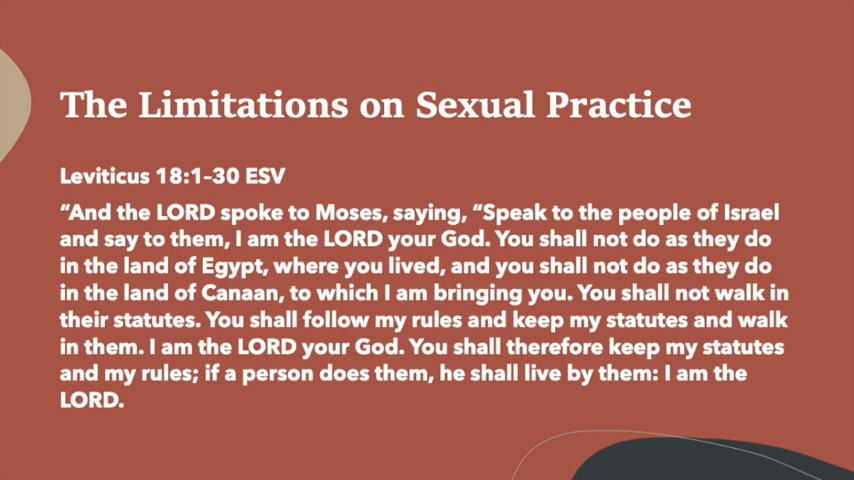 The Limitations on Sexual Practice
Leviticus 18:1–30 ESV
“And the LORD spoke to Moses, saying, “Speak to the people of Israel
and say to them, I am the LORD your God. You shall not do as they do
in the land of Egypt, where you lived, and you shall not do as they do
in the land of Canaan, to which I am bringing you. You shall not walk in
their statutes. You shall follow my rules and keep my statutes and walk
in them. I am the LORD your God. You shall therefore keep my statutes
and my rules; if a person does them, he shall live by them: I am the
LORD.